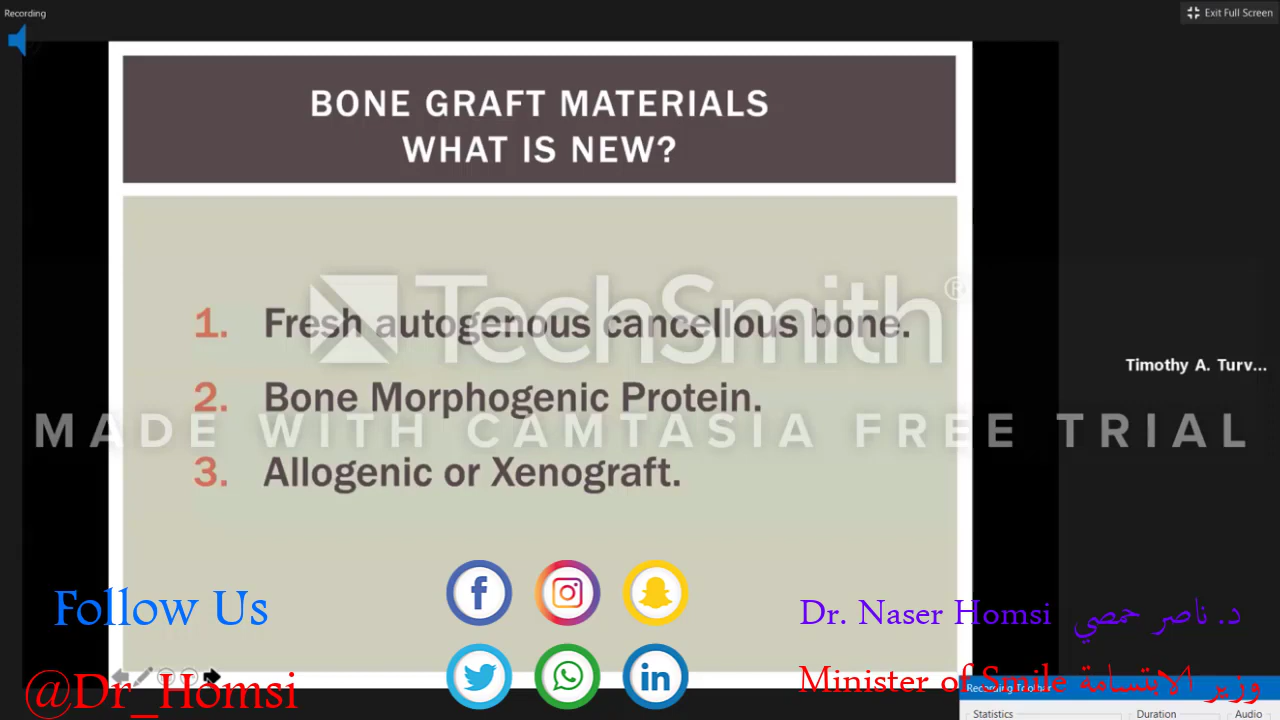 Recording
Exit Full Screen
BONE GRAFT MATERIALS
WHAT IS NEW?
TechSmith®
1. Fresh autogenous cancellous bone.
Timothy A. Turv...
2. Bone Morphogenic Protein.
MADE WITH CAMTASIA FREE TRIAL
3. Allogenic or Xenograft.
Follow Us
Dr. Naser Homsi د. ناصر حمصي
@Dr_Homsi
Minister of Smile وزير الابتسامة
Recording Toolbar
Statistics Duration Audio